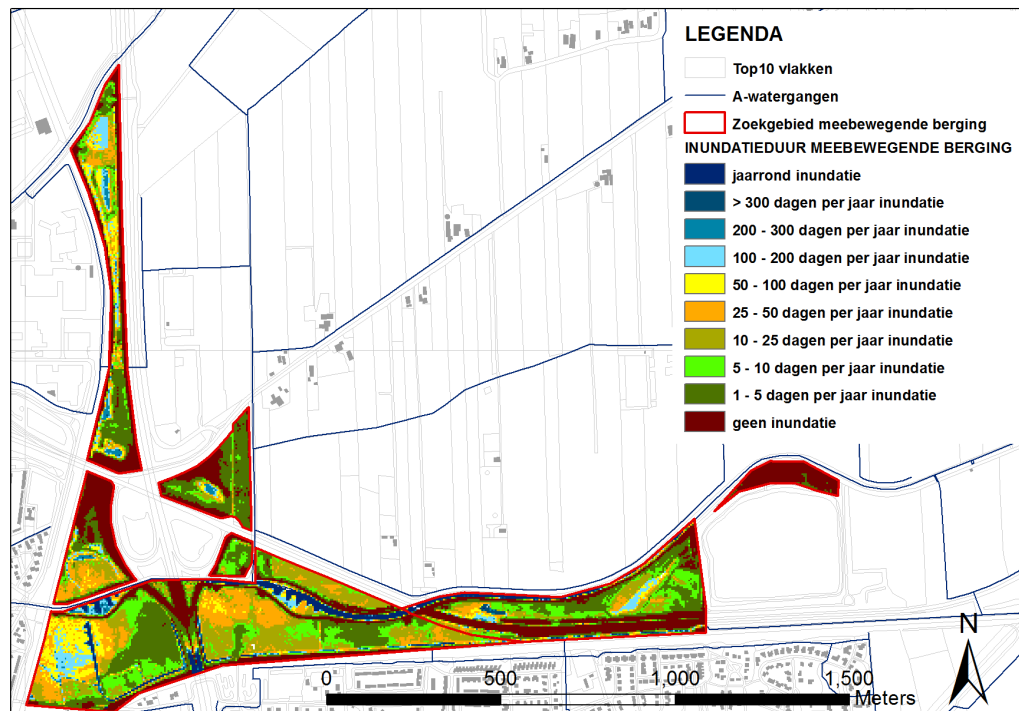 LEGENDA
Top10 vlakken
A-watergangen
Zoekgebied meebewegende berging
INUNDATIEDUUR MEEBEWEGENDE BERGING
jaarrond inundatie
> 300 dagen per jaar inundatie
200 - 300 dagen per jaar inundatie
100 - 200 dagen per jaar inundatie
50 - 100 dagen per jaar inundatie
25 - 50 dagen per jaar inundatie
10 - 25 dagen per jaar inundatie
5 - 10 dagen per jaar inundatie
1 - 5 dagen per jaar inundatie
geen inundatie
N
0 500 1,000 1,500
Meters